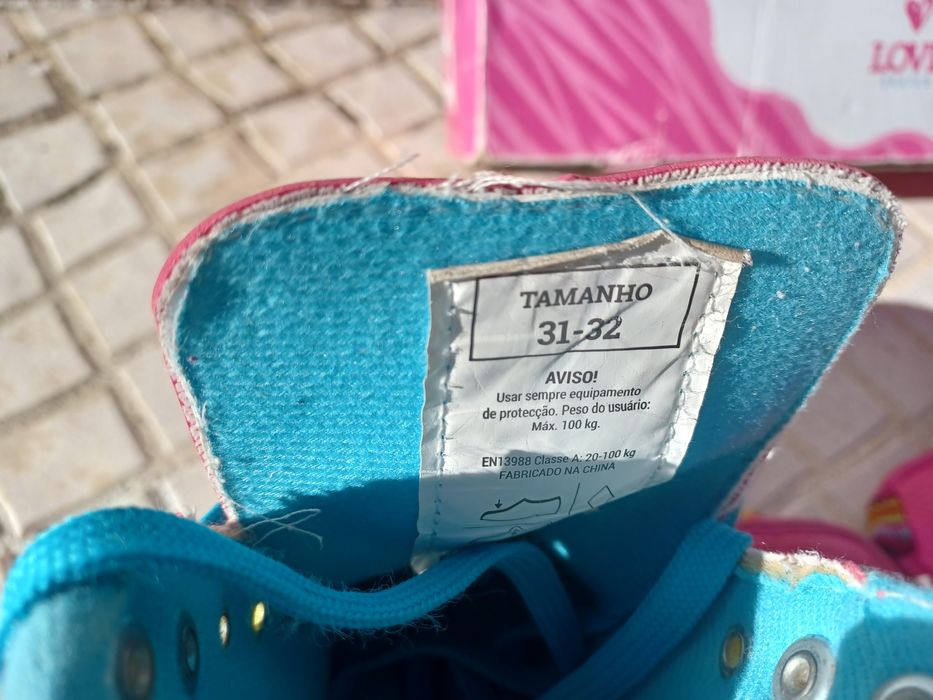 LOV
TAMANHO
31-32
AVISO!
Usar sempre equipamento
de protecção. Peso do usuário:
Máx. 100 kg.
EN13988 Classe A: 20-100 kg
FABRICADO NA CHINA